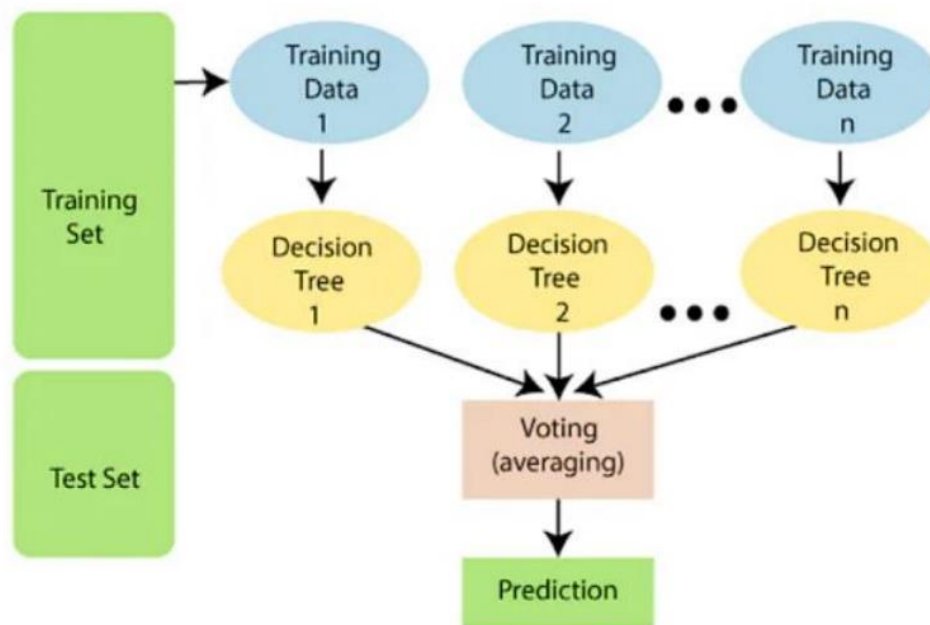 Training
Set
Test Set
Training
Data
1
Training
Data
2
Training
Data
n
Decision
Tree
1
Decision
Tree
2
Decision
Tree
n
Voting
(averaging)
Prediction